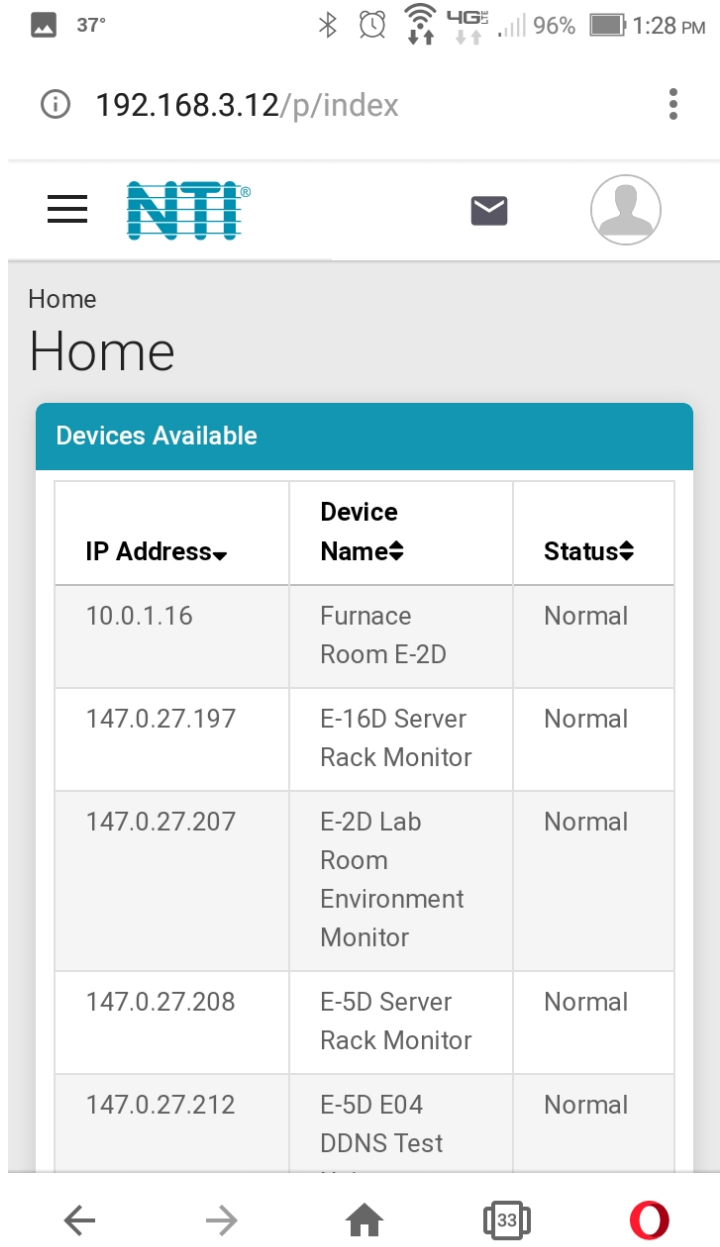 37°
4G LTE
96%
1:28 PM
192.168.3.12/p/index
NTI®
Home
Home
Devices Available
IP Address
Device
Name
Status
10.0.1.16
Furnace
Room E-2D
Normal
147.0.27.197
E-16D Server
Rack Monitor
Normal
147.0.27.207
E-2D Lab
Room
Environment
Monitor
Normal
147.0.27.208
E-5D Server
Rack Monitor
Normal
147.0.27.212
E-5D E04
DDNS Test
Normal
33